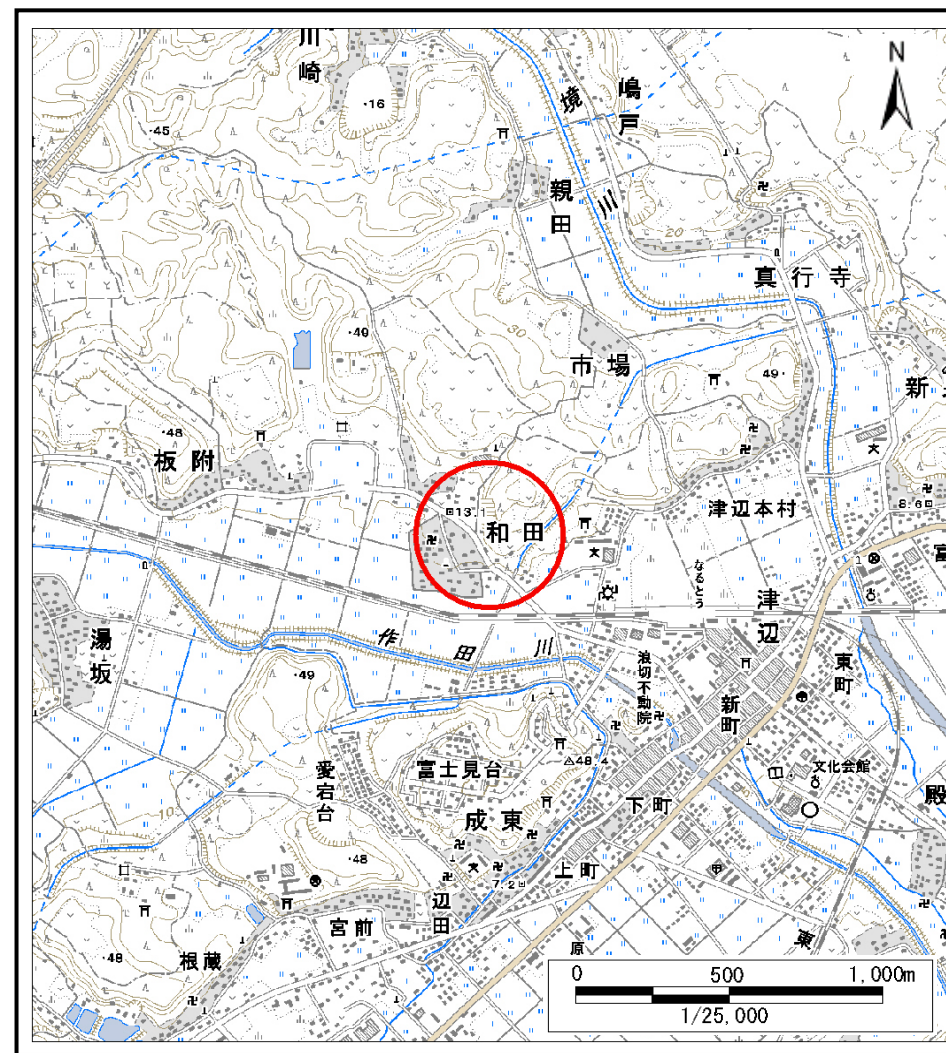 川崎
・16
・45
境川
嶋戸
N
親田
20
真行寺
30
・49
市場
49・
新
・48
板附
13.1
和田
津辺本村
8.6
なるとう
富
津辺
湯坂
作田川
・49
浪切不動院
東町
新町
愛宕台
富士見台
48.4
文化会館
殿
下町
成東
10
・48
上町
7.2
辺田
宮前
原
東
・48
根蔵
0 500 1,000m
1/25,000